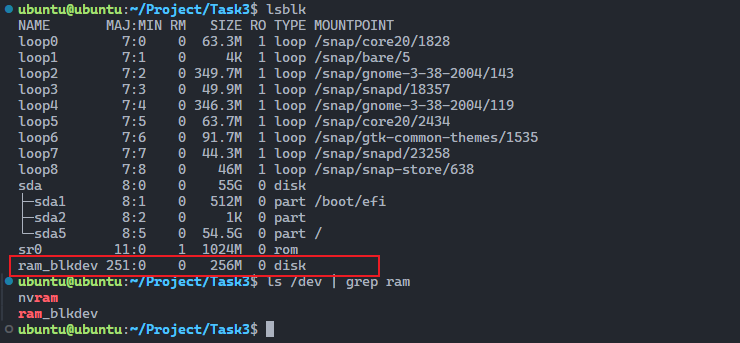 ubuntu@ubuntu:~/Project/Task3$ lsblk
NAME       MAJ:MIN RM   SIZE RO TYPE MOUNTPOINT
loop0        7:0    0  63.3M  1 loop /snap/core20/1828
loop1        7:1    0     4K  1 loop /snap/bare/5
loop2        7:2    0 349.7M  1 loop /snap/gnome-3-38-2004/143
loop3        7:3    0  49.9M  1 loop /snap/snapd/18357
loop4        7:4    0 346.3M  1 loop /snap/gnome-3-38-2004/119
loop5        7:5    0  63.7M  1 loop /snap/core20/2434
loop6        7:6    0  91.7M  1 loop /snap/gtk-common-themes/1535
loop7        7:7    0  44.3M  1 loop /snap/snapd/23258
loop8        7:8    0    46M  1 loop /snap/snap-store/638
sda          8:0    0    55G  0 disk
├─sda1       8:1    0   512M  0 part /boot/efi
├─sda2       8:2    0     1K  0 part
└─sda5       8:5    0  54.5G  0 part /
sr0         11:0    1  1024M  0 rom
ram_blkdev 251:0    0   256M  0 disk
ubuntu@ubuntu:~/Project/Task3$ ls /dev | grep ram
nvram
ram_blkdev
ubuntu@ubuntu:~/Project/Task3$